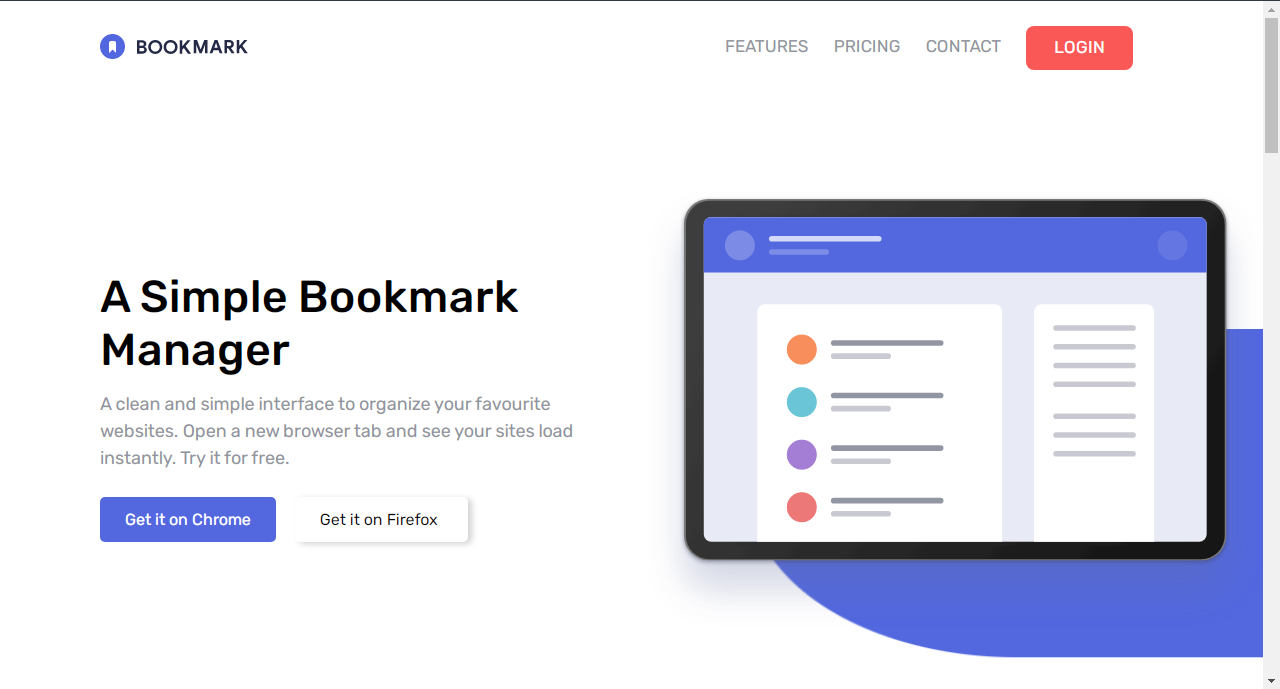 BOOKMARK
FEATURES PRICING CONTACT LOGIN
A Simple Bookmark
Manager
A clean and simple interface to organize your favourite
websites. Open a new browser tab and see your sites load
instantly. Try it for free.
Get it on Chrome Get it on Firefox